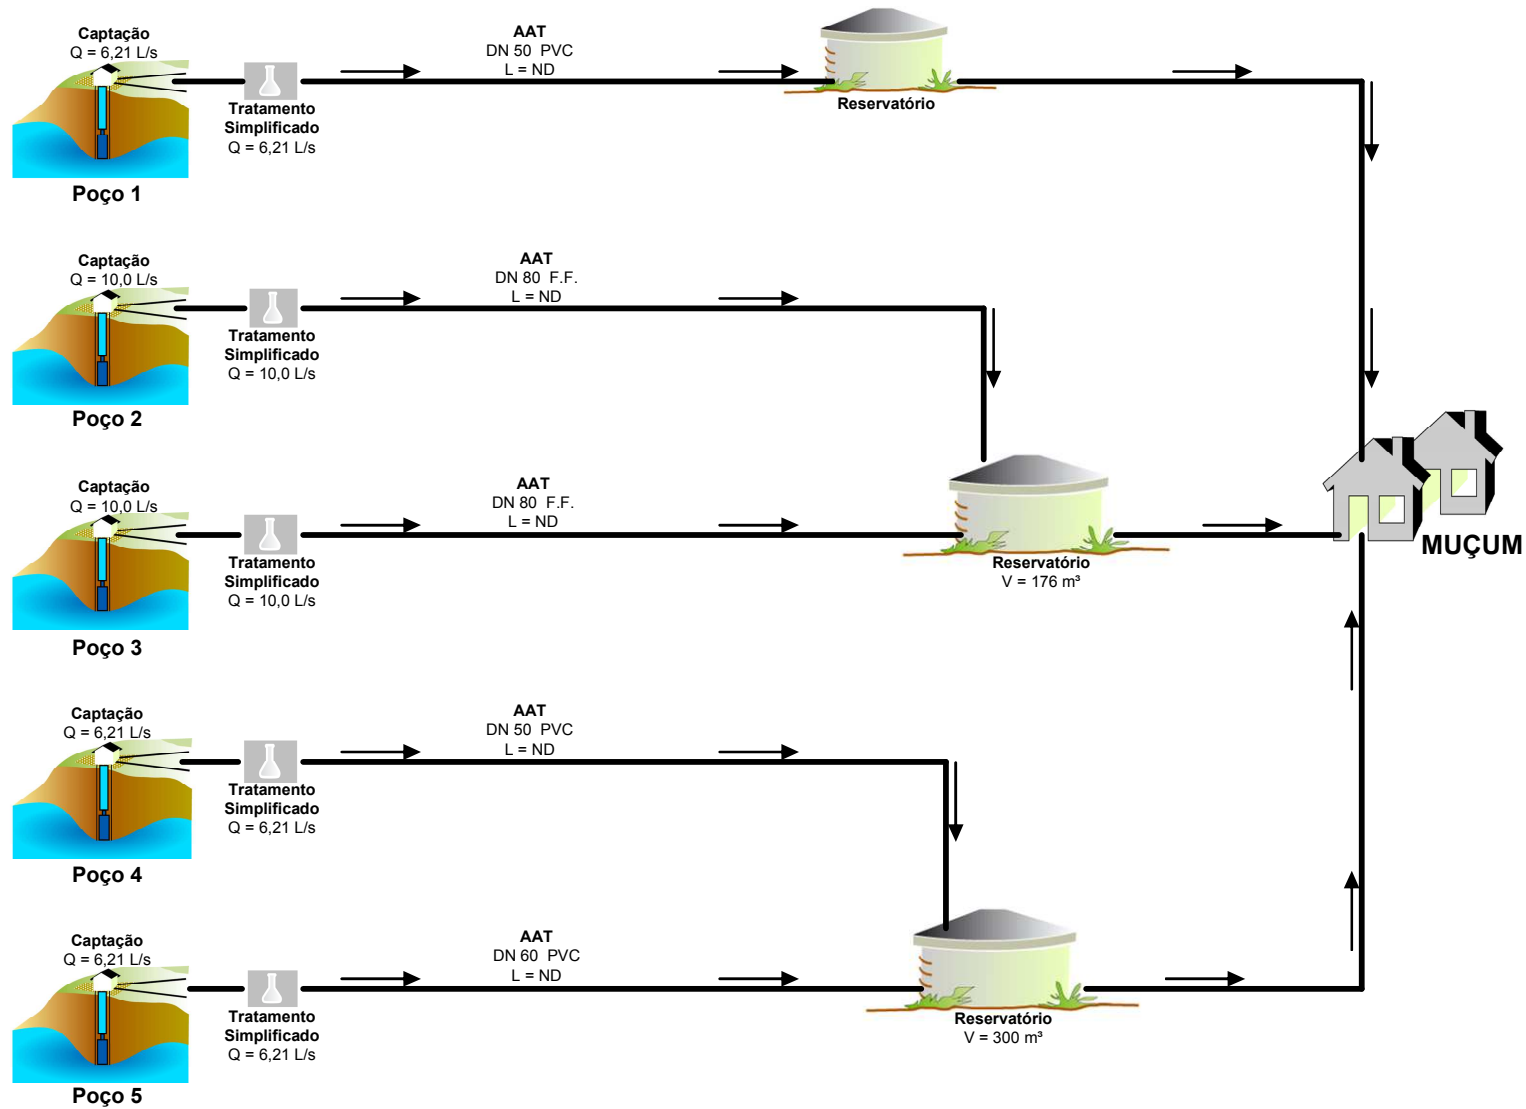 Captação
Q = 6,21 L/s
AAT
DN 50 PVC
L = ND
Tratamento
Simplificado
Q = 6,21 L/s
Reservatório
Poço 1
Captação
Q = 10,0 L/s
AAT
DN 80 F.F.
L = ND
Tratamento
Simplificado
Q = 10,0 L/s
Poço 2
Captação
Q = 10,0 L/s
AAT
DN 80 F.F.
L = ND
Tratamento
Simplificado
Q = 10,0 L/s
Reservatório
V = 176 m³
MUÇUM
Poço 3
Captação
Q = 6,21 L/s
AAT
DN 50 PVC
L = ND
Tratamento
Simplificado
Q = 6,21 L/s
Poço 4
Captação
Q = 6,21 L/s
AAT
DN 60 PVC
L = ND
Tratamento
Simplificado
Q = 6,21 L/s
Reservatório
V = 300 m³
Poço 5